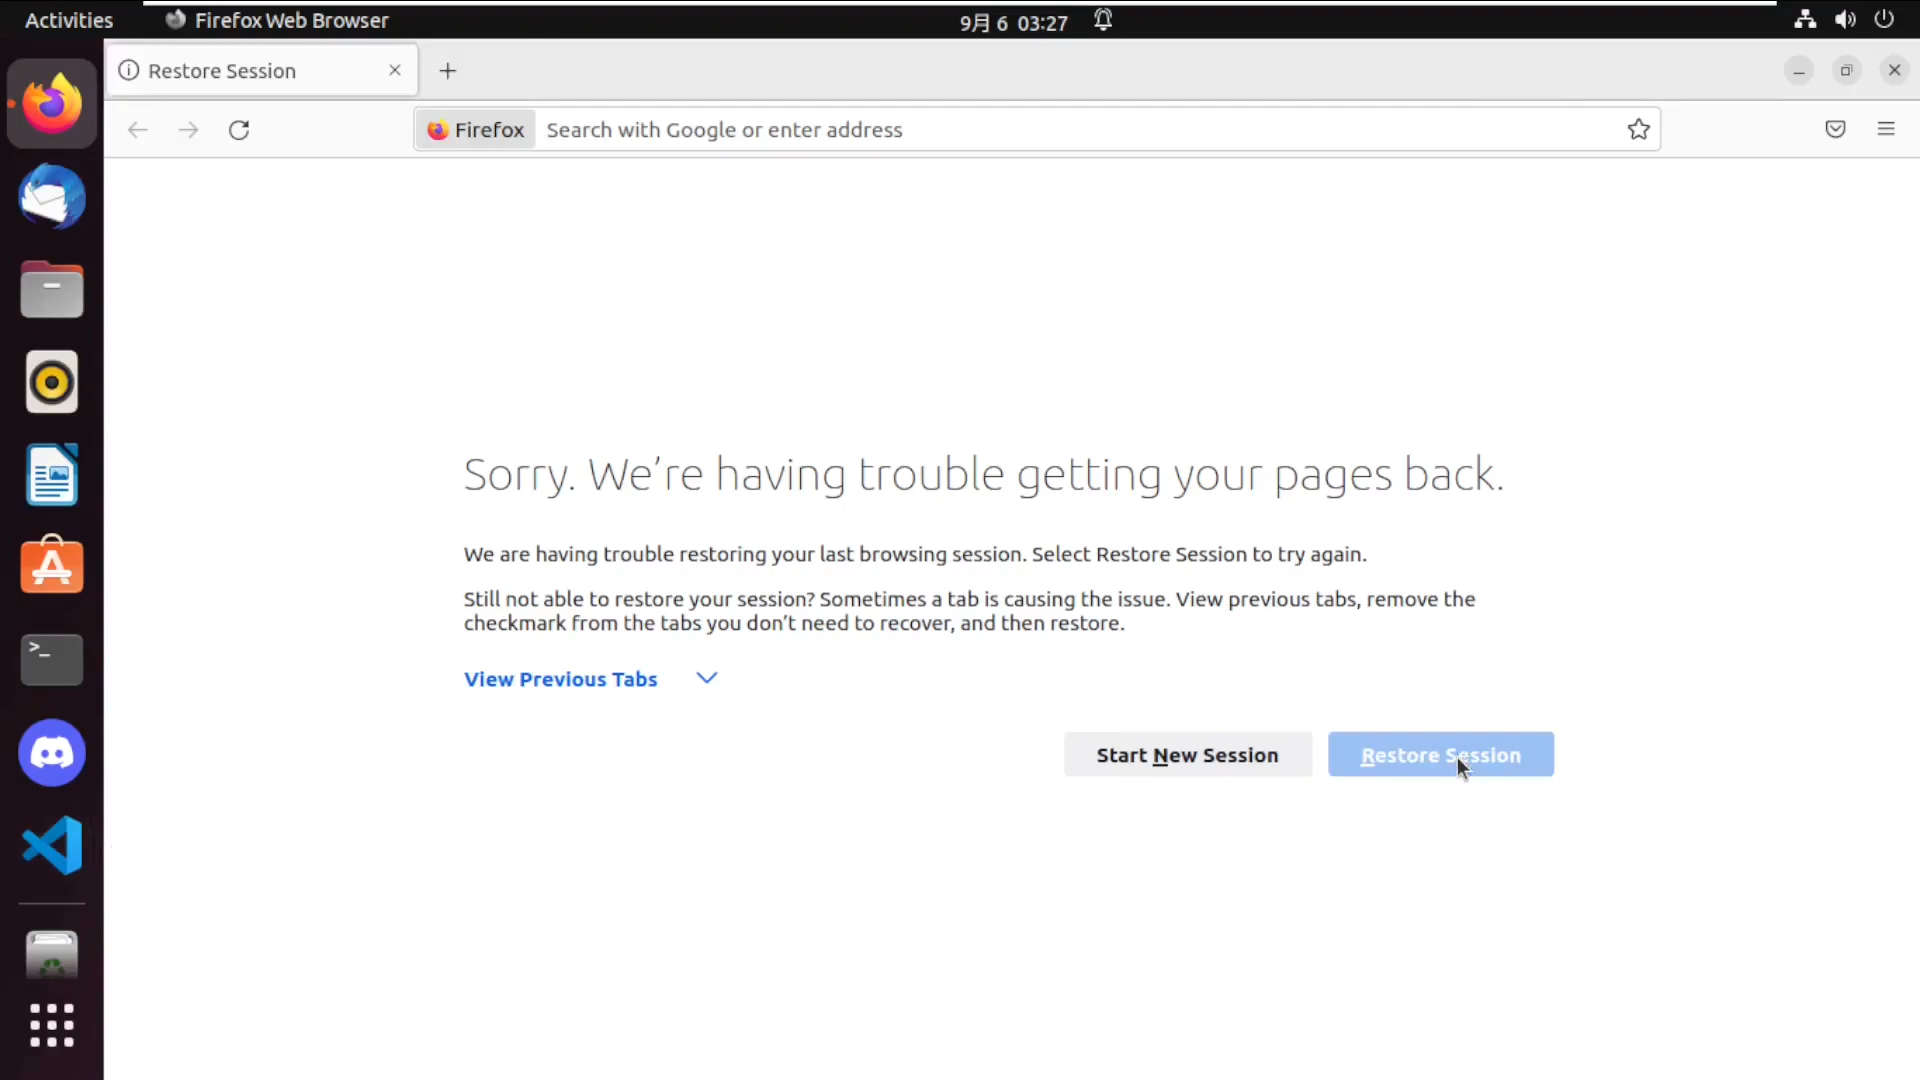 Activities
Firefox Web Browser
9月 6 03:27
Restore Session
Firefox
Search with Google or enter address
Sorry. We’re having trouble getting your pages back.
We are having trouble restoring your last browsing session. Select Restore Session to try again.
Still not able to restore your session? Sometimes a tab is causing the issue. View previous tabs, remove the
checkmark from the tabs you don’t need to recover, and then restore.
View Previous Tabs
Start New Session
Restore Session